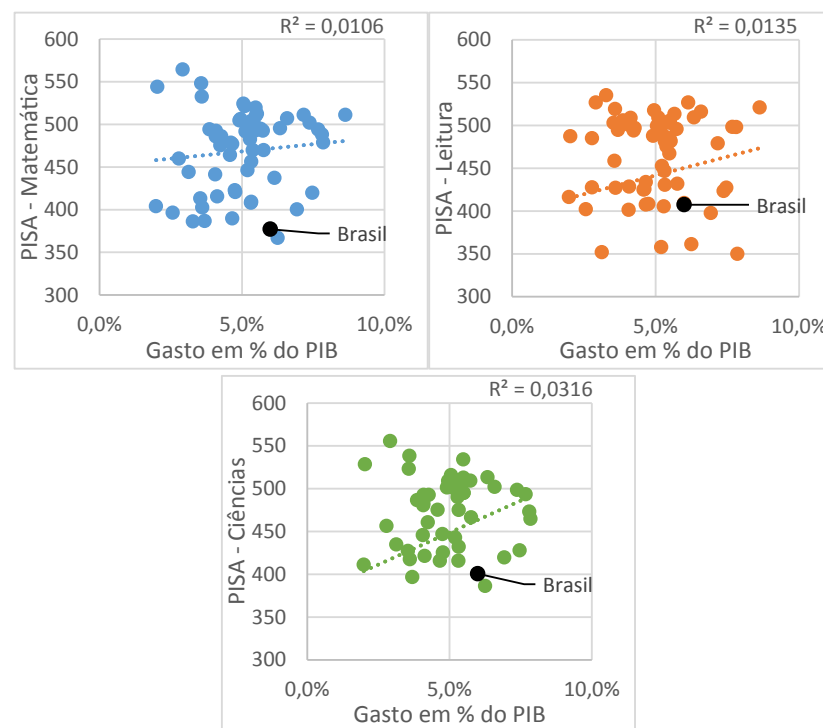 R² = 0,0106
600
550
500
450
400
350
300
PISA - Matemática
Brasil
0,0%
5,0%
10,0%
Gasto em % do PIB
R² = 0,0135
600
550
500
450
400
350
300
PISA - Leitura
Brasil
0,0%
5,0%
10,0%
Gasto em % do PIB
R² = 0,0316
600
550
500
450
400
350
300
PISA - Ciências
Brasil
0,0%
5,0%
10,0%
Gasto em % do PIB